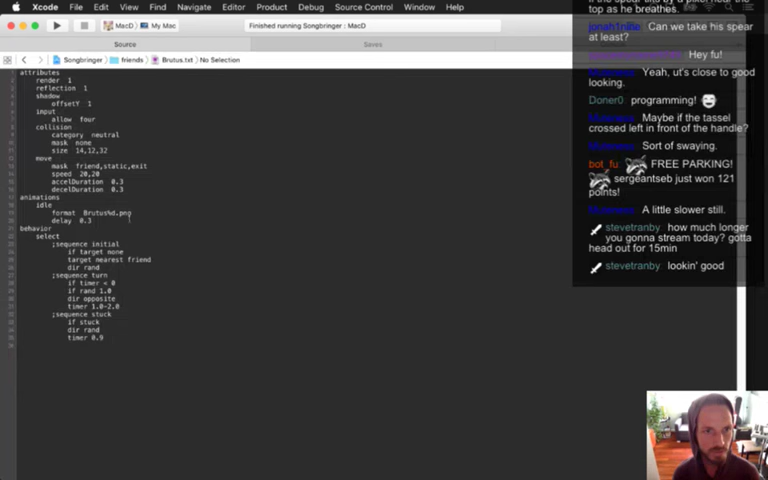 Xcode File Edit View Find Navigate Editor Product Debug Source Control Window Help
MacD My Mac
Finished running Songbringer : MacD
Source
Saves
Songbringer friends Brutus.txt No Selection
attributes
render 1
reflection 1
shadow
offsetY 1
input
allow four
collision
category neutral
mask none
size 14,12,32
move
mask friend,static,exit
speed 20,20
accelDuration 0.3
decelDuration 0.3
animations
idle
format Brutus%d.png
delay 0.3
behavior
select
;sequence initial
if target none
target nearest friend
dir rand
;sequence turn
if timer < 0
if rand 1.0
dir opposite
timer 1.0~2.0
;sequence stuck
if stuck
dir rand
timer 0.9
top as he breathes.
jonah1nine Can we take his spear
at least?
Hey fu!
Yeah, ut's close to good
looking.
Doner0 programming!
Maybe if the tassel
crossed left in front of the handle?
Sort of swaying.
bot_fu FREE PARKING!
sergeantseb just won 121
points!
A little slower still.
stevetranby how much longer
you gonna stream today? gotta
head out for 15min
stevetranby lookin' good